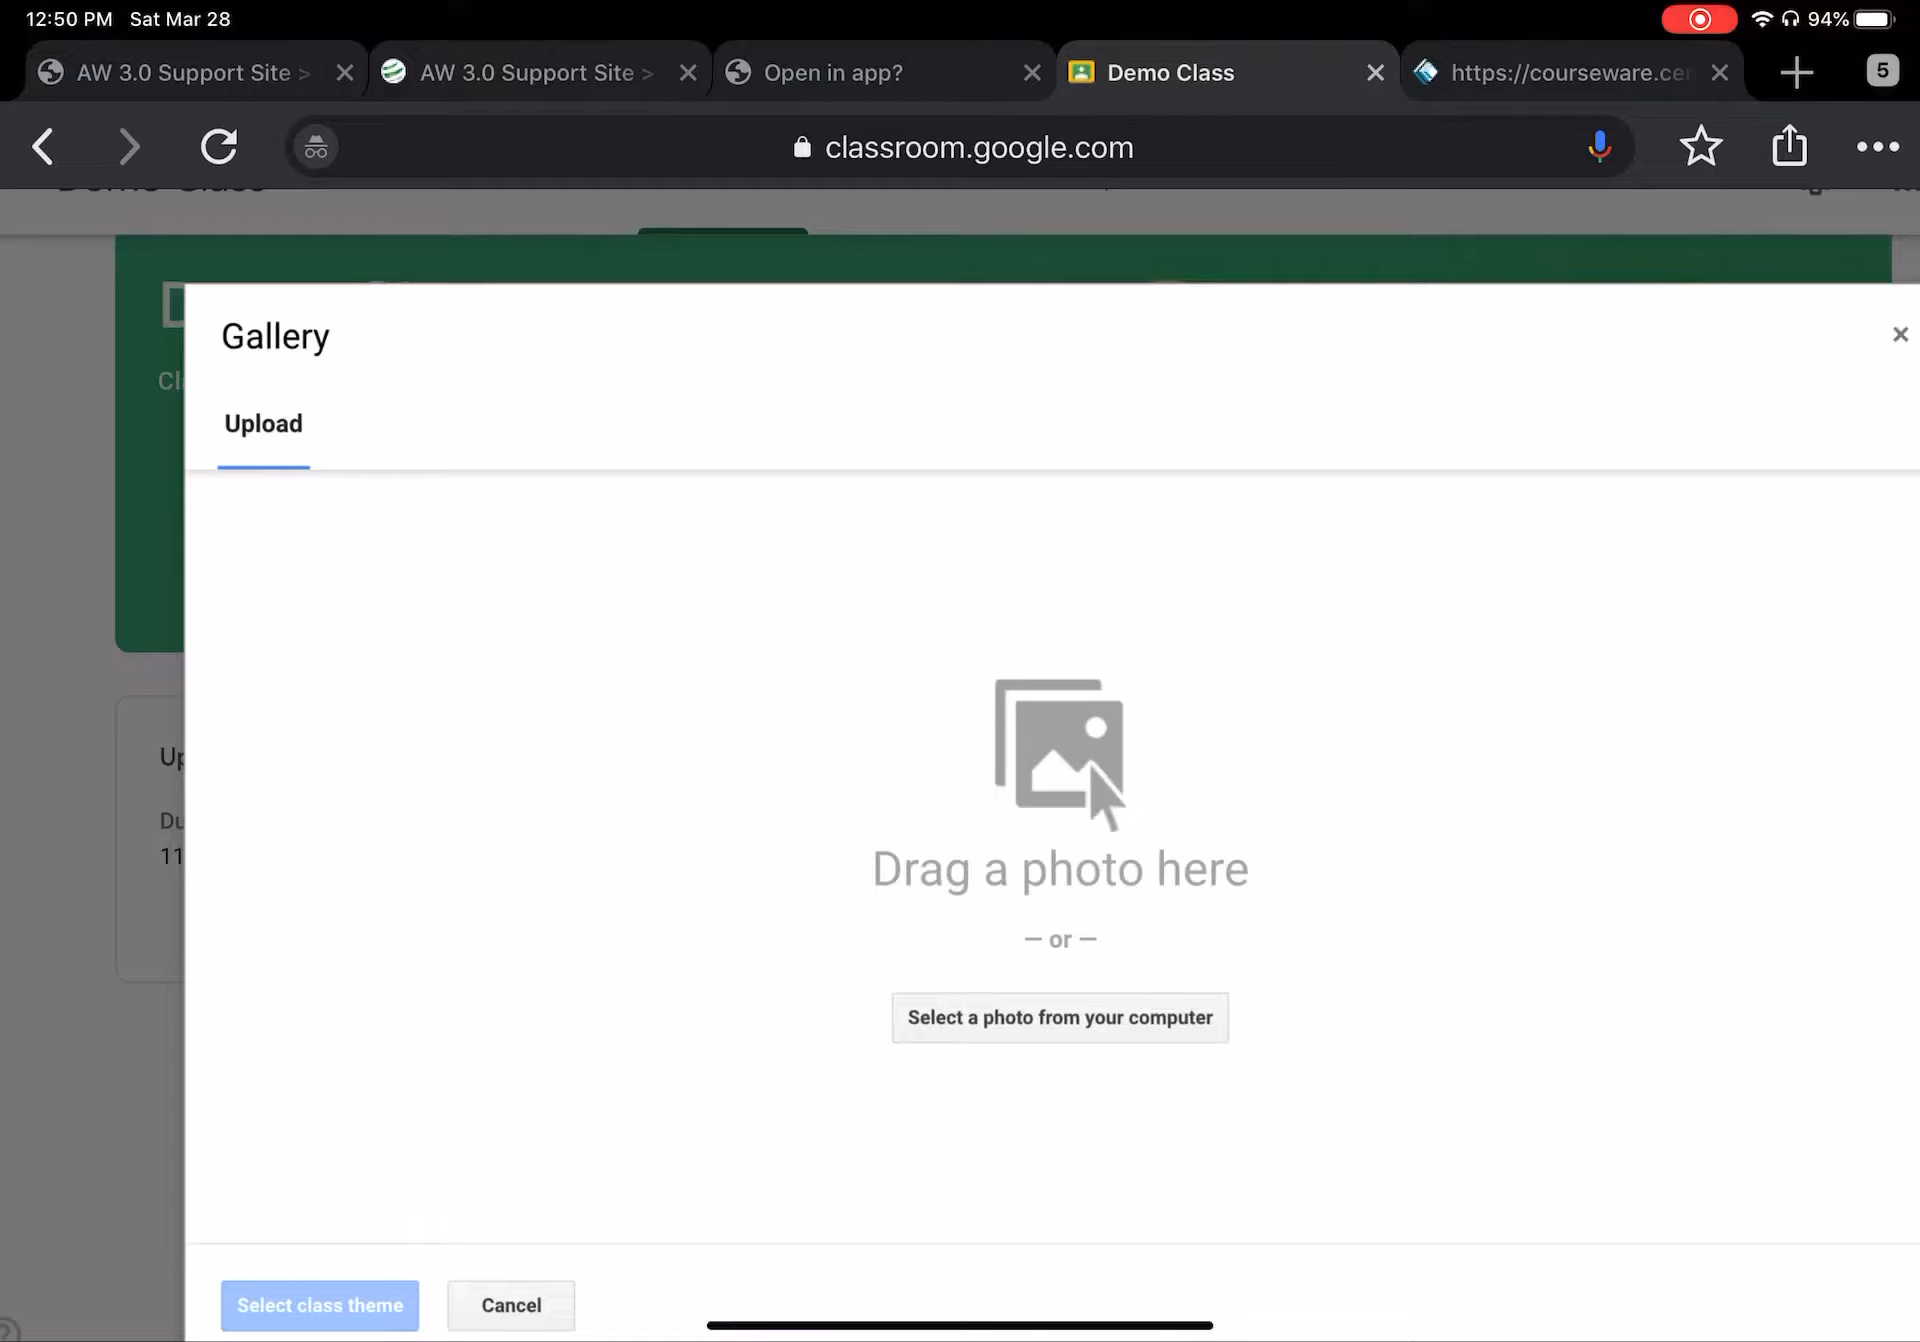 12:50 PM Sat Mar 28 94%
AW 3.0 Support Site > AW 3.0 Support Site > Open in app? Demo Class https://courseware.cer 5
classroom.google.com
Gallery
Upload
Drag a photo here
— or —
Select a photo from your computer
Select class theme Cancel